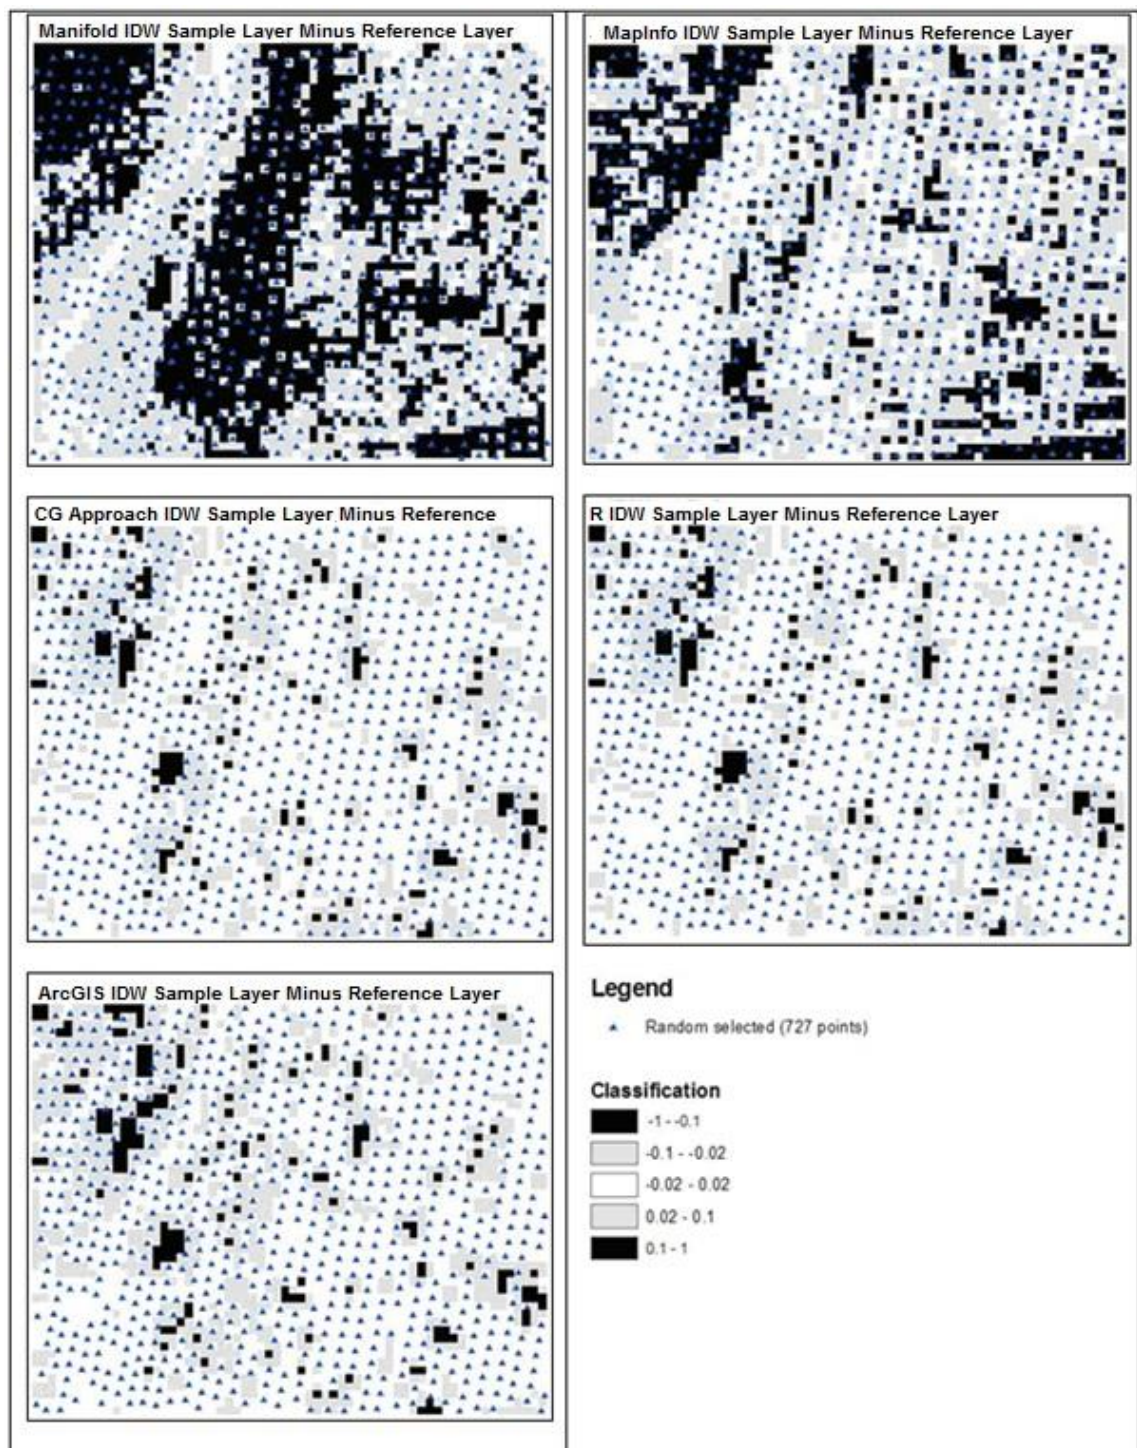 Manifold IDW Sample Layer Minus Reference Layer
MapInfo IDW Sample Layer Minus Reference Layer
CG Approach IDW Sample Layer Minus Reference
R IDW Sample Layer Minus Reference Layer
ArcGIS IDW Sample Layer Minus Reference Layer
Legend
Random selected (727 points)
Classification
-1 - -0.1
-0.1 - -0.02
-0.02 - 0.02
0.02 - 0.1
0.1 - 1